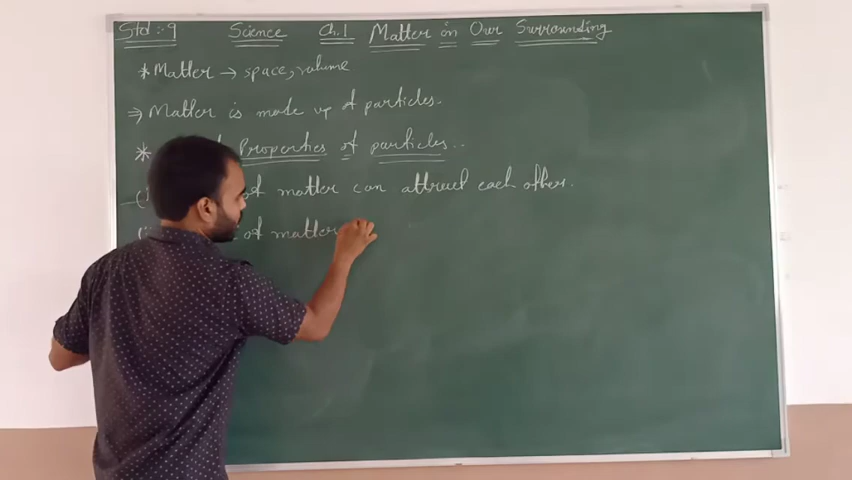 Std :- 9 Science Ch.1 Matter in Our Surrounding
* Matter → space, volume
⇒ Matter is made up of particles.
* Properties of particles..
of matter can attract each other.
of matter